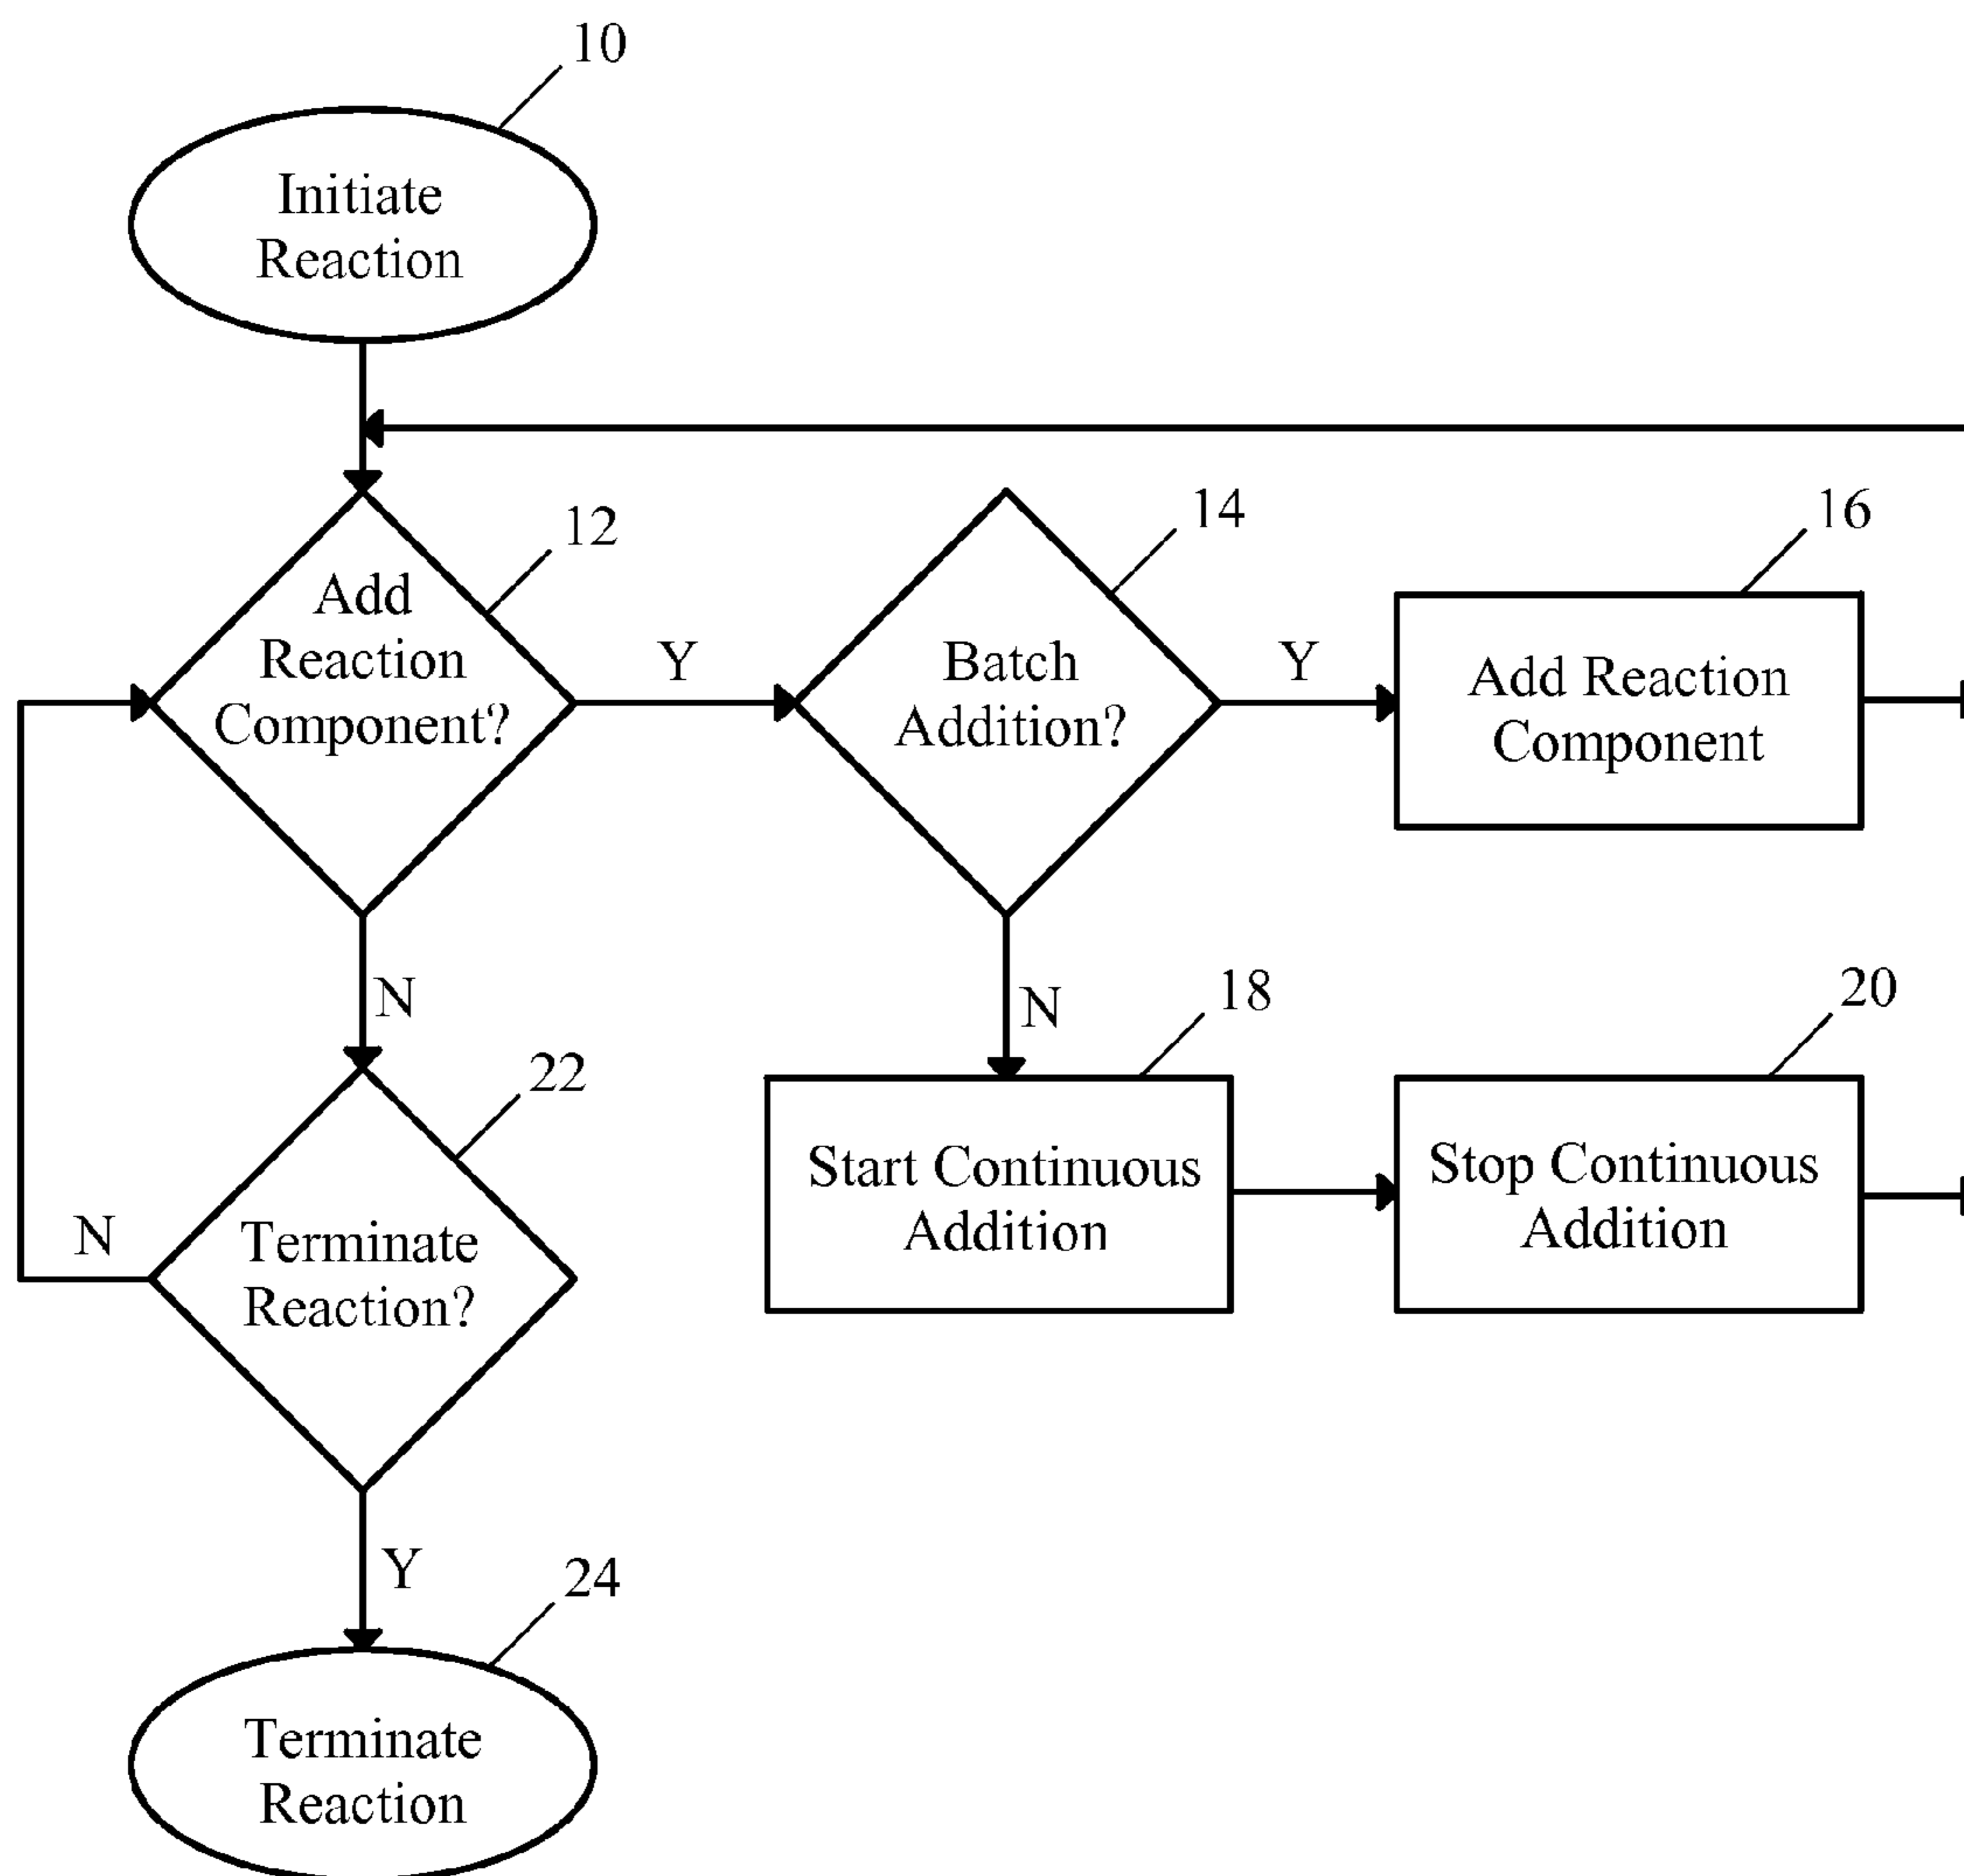 10
Initiate
Reaction
12
Add
Reaction
Component?
Y
14
Batch
Addition?
Y
16
Add Reaction
Component
N
N
18
Start Continuous
Addition
20
Stop Continuous
Addition
22
Terminate
Reaction?
N
Y
24
Terminate
Reaction